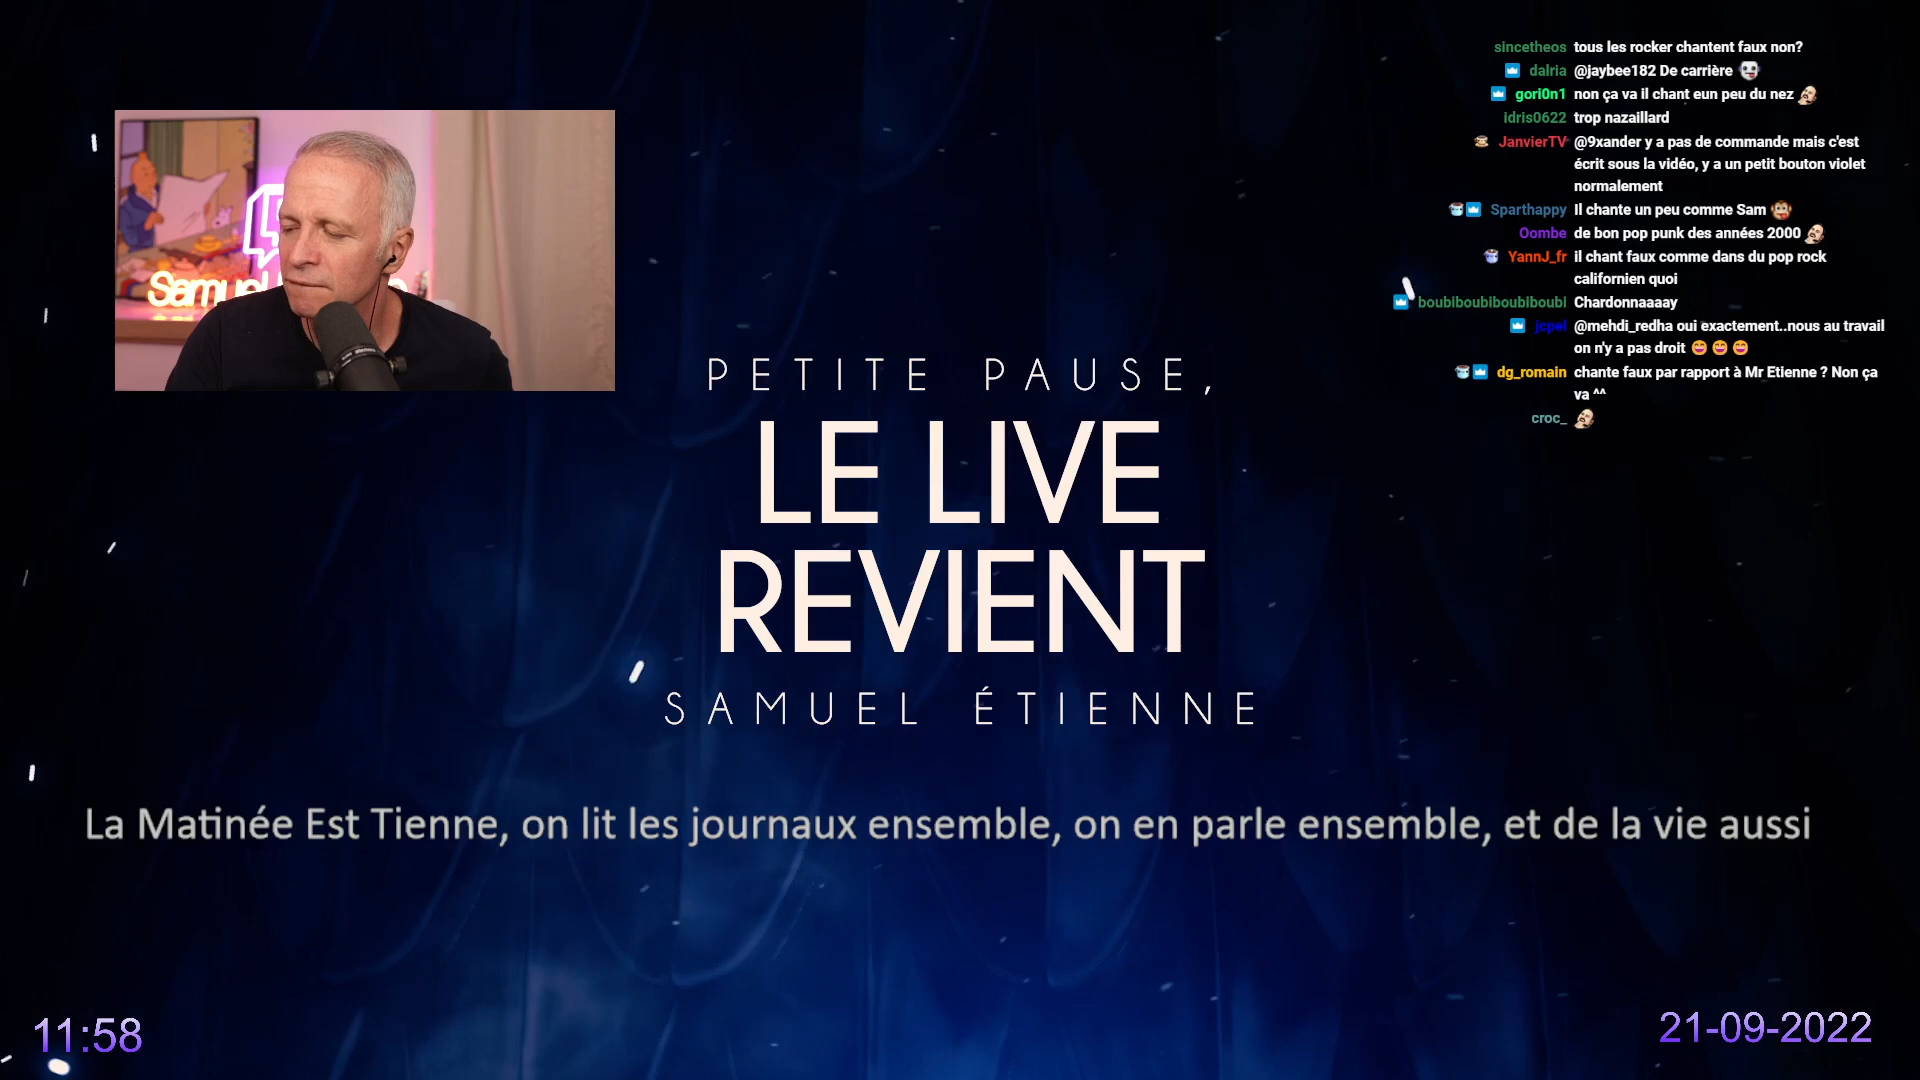 sincetheos tous les rocker chantent faux non?
dalria @jaybee182 De carrière
gori0n1 non ça va il chant eun peu du nez
idris0622 trop nazaillard
JanvierTV @9xander y a pas de commande mais c'est
écrit sous la vidéo, y a un petit bouton violet
normalement
Sparthappy Il chante un peu comme Sam
Oombe de bon pop punk des années 2000
YannJ_fr il chant faux comme dans du pop rock
californien quoi
boubiboubiboubiboubi Chardonnaaaay
jcpel @mehdi_redha oui exactement..nous au travail
on n'y a pas droit
dg_romain chante faux par rapport à Mr Etienne ? Non ça
va ^^
croc_
Samuel
PETITE PAUSE,
LE LIVE
REVIENT
SAMUEL ÉTIENNE
La Matinée Est Tienne, on lit les journaux ensemble, on en parle ensemble, et de la vie aussi
11:58
21-09-2022